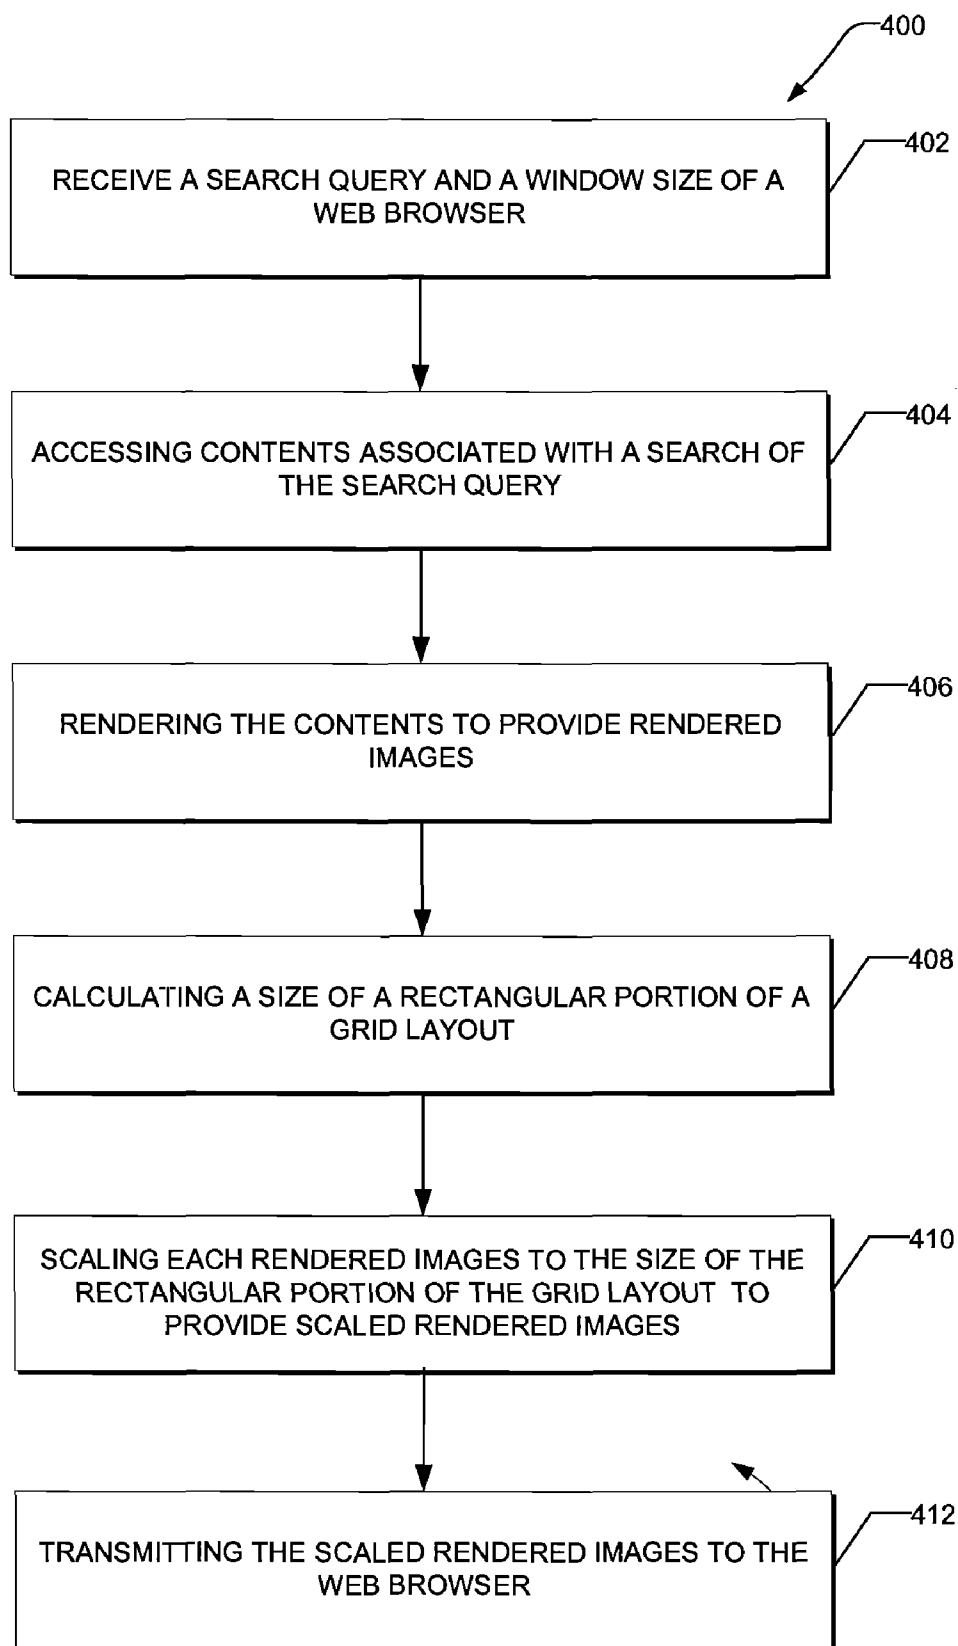 400
402
RECEIVE A SEARCH QUERY AND A WINDOW SIZE OF A
WEB BROWSER
404
ACCESSING CONTENTS ASSOCIATED WITH A SEARCH OF
THE SEARCH QUERY
406
RENDERING THE CONTENTS TO PROVIDE RENDERED
IMAGES
408
CALCULATING A SIZE OF A RECTANGULAR PORTION OF A
GRID LAYOUT
410
SCALING EACH RENDERED IMAGES TO THE SIZE OF THE
RECTANGULAR PORTION OF THE GRID LAYOUT TO
PROVIDE SCALED RENDERED IMAGES
412
TRANSMITTING THE SCALED RENDERED IMAGES TO THE
WEB BROWSER